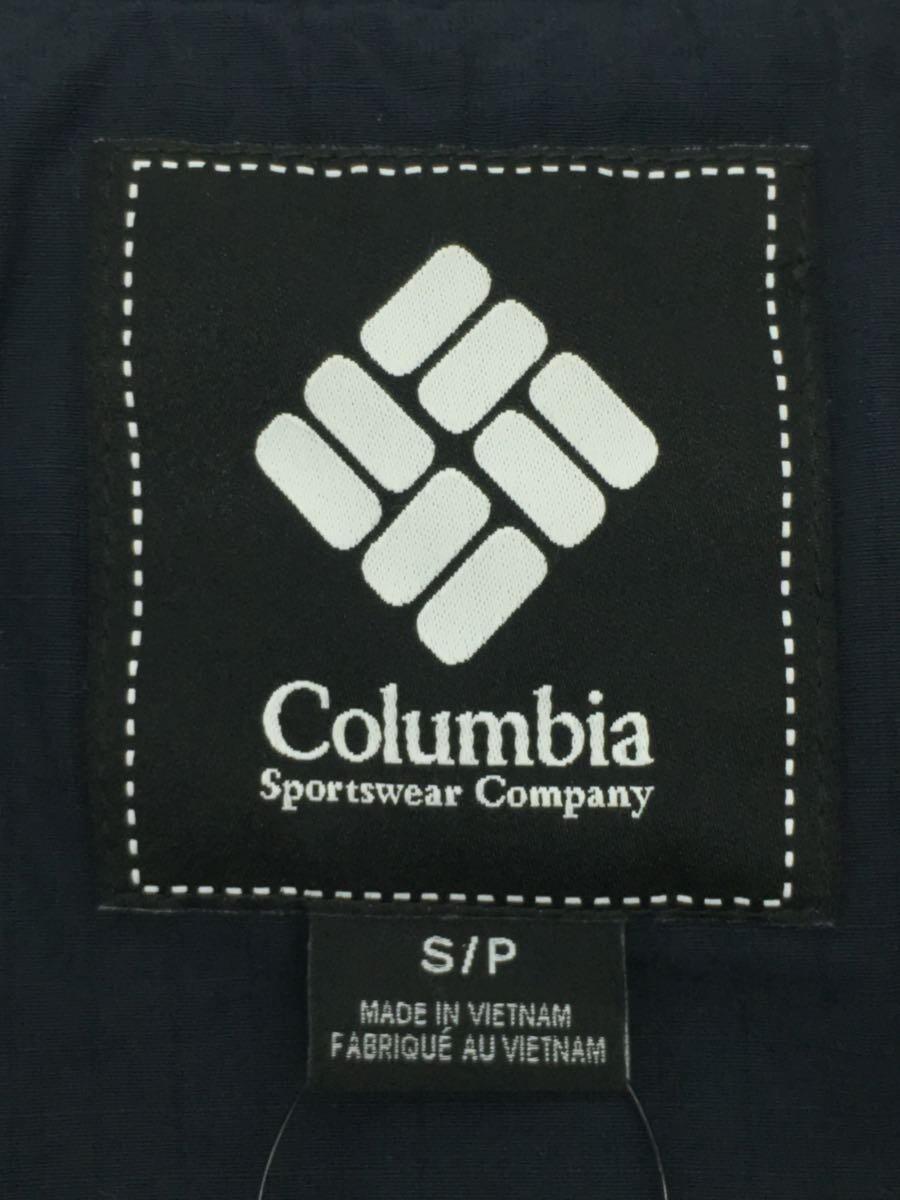 Columbia
Sportswear Company
S/P
MADE IN VIETNAM
FABRIQUÉ AU VIETNAM